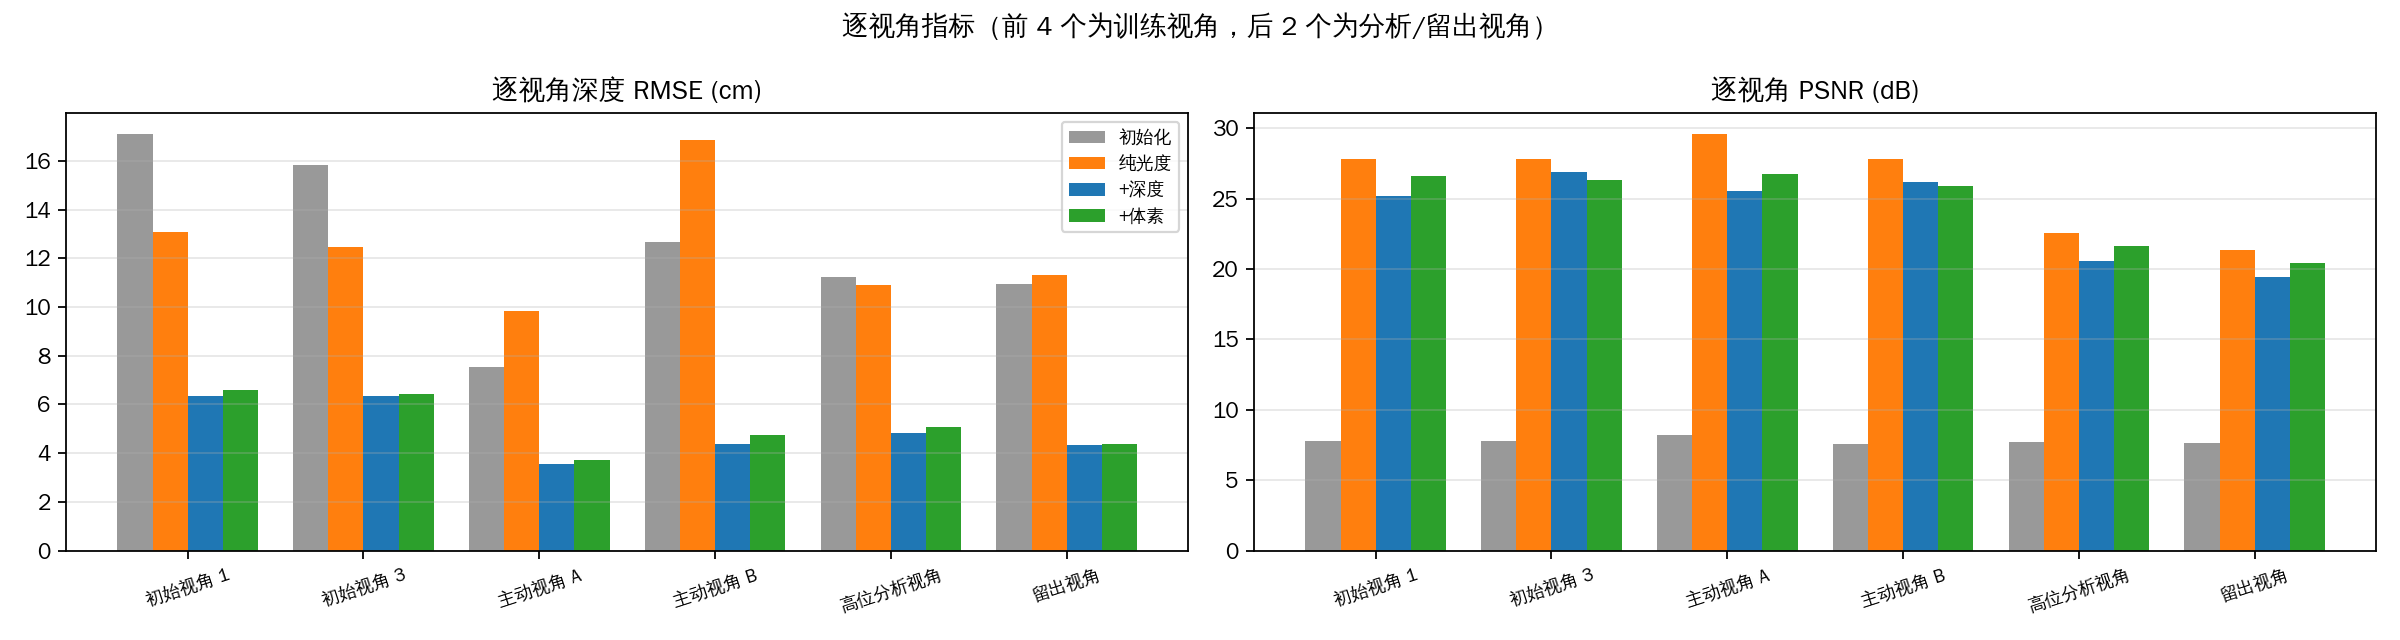 逐视角指标（前 4 个为训练视角，后 2 个为分析/留出视角）
逐视角深度 RMSE (cm)
16
14
12
10
8
6
4
2
0
初始化
纯光度
+深度
+体素
初始视角 1
初始视角 3
主动视角 A
主动视角 B
高位分析视角
留出视角
逐视角 PSNR (dB)
30
25
20
15
10
5
0
初始视角 1
初始视角 3
主动视角 A
主动视角 B
高位分析视角
留出视角